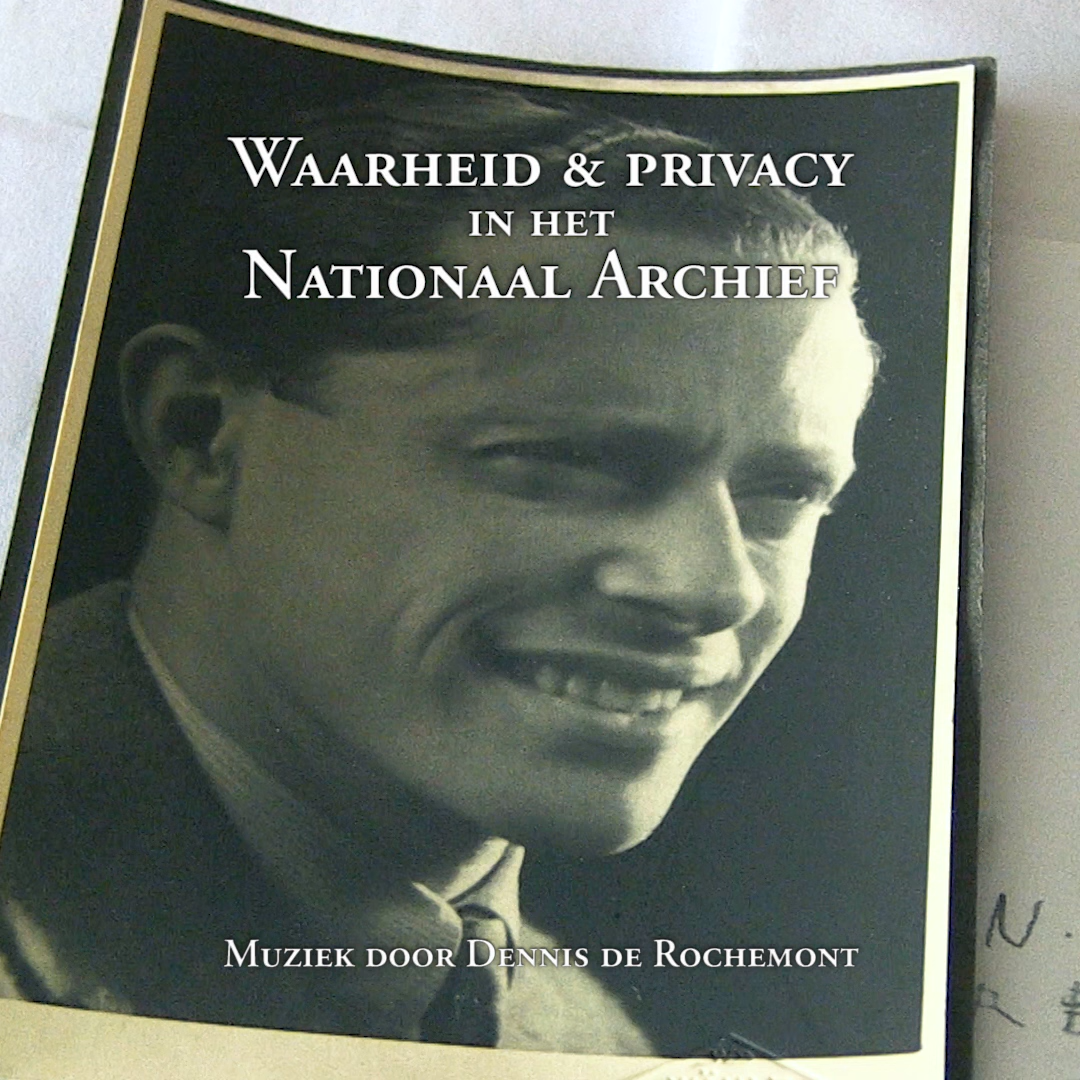 Waarheid & privacy
in het
Nationaal Archief
Muziek door Dennis de Rochemont
N.
R